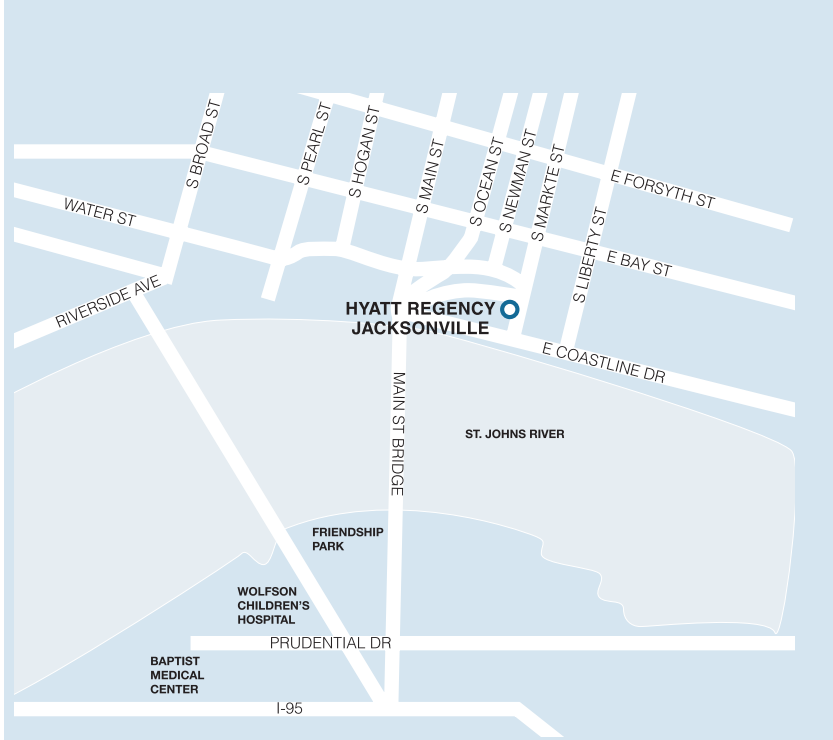 S BROAD ST
S PEARL ST
S HOGAN ST
S MAIN ST
S OCEAN ST
S NEWMAN ST
S MARKTE ST
S LIBERTY ST
E FORSYTH ST
WATER ST
E BAY ST
RIVERSIDE AVE
HYATT REGENCY
JACKSONVILLE
E COASTLINE DR
MAIN ST BRIDGE
ST. JOHNS RIVER
FRIENDSHIP
PARK
WOLFSON
CHILDREN'S
HOSPITAL
PRUDENTIAL DR
BAPTIST
MEDICAL
CENTER
I-95